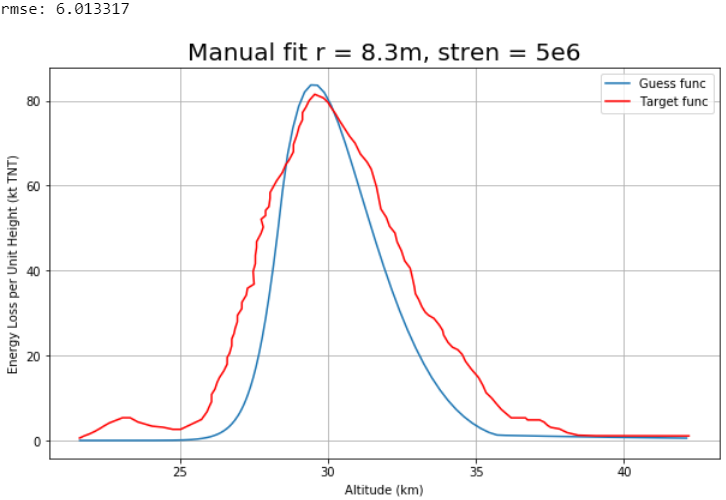 rmse: 6.013317
Manual fit r = 8.3m, stren = 5e6
Guess func
Target func
80
60
40
20
0
Energy Loss per Unit Height (kt TNT)
25 30 35 40
Altitude (km)